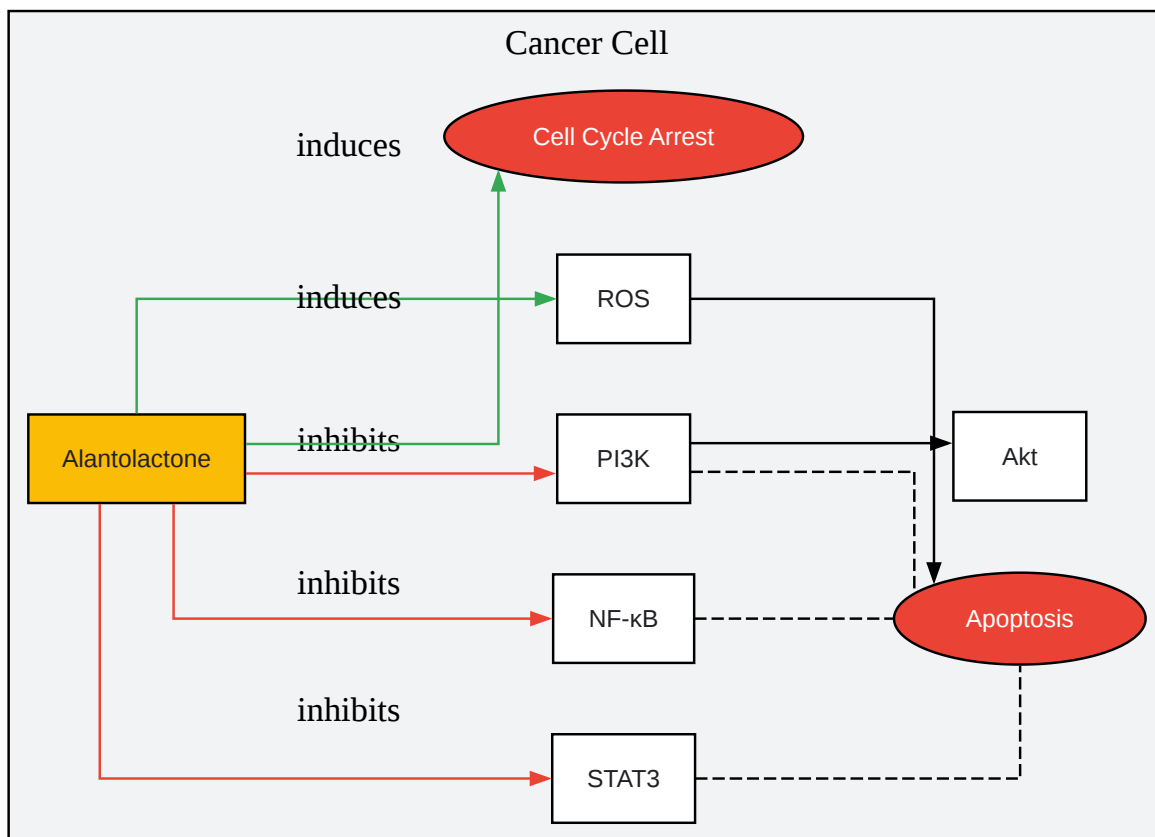 Cancer Cell
Cell Cycle Arrest
induces
induces
ROS
Alantolactone
inhibits
PI3K
Akt
inhibits
NF-κB
Apoptosis
inhibits
STAT3